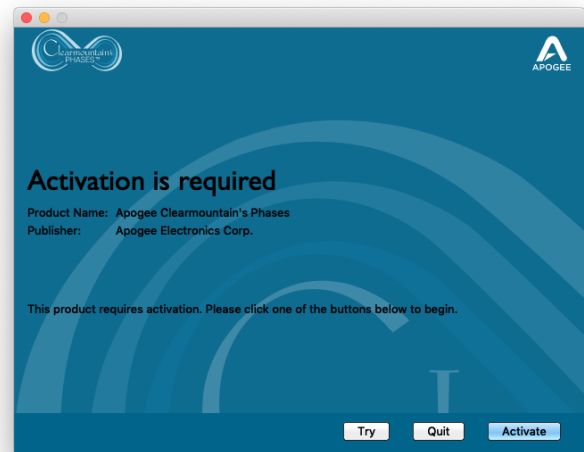 Clearmountain's
PHASES™
APOGEE
Activation is required
Product Name: Apogee Clearmountain's Phases
Publisher: Apogee Electronics Corp.
This product requires activation. Please click one of the buttons below to begin.
Try Quit Activate